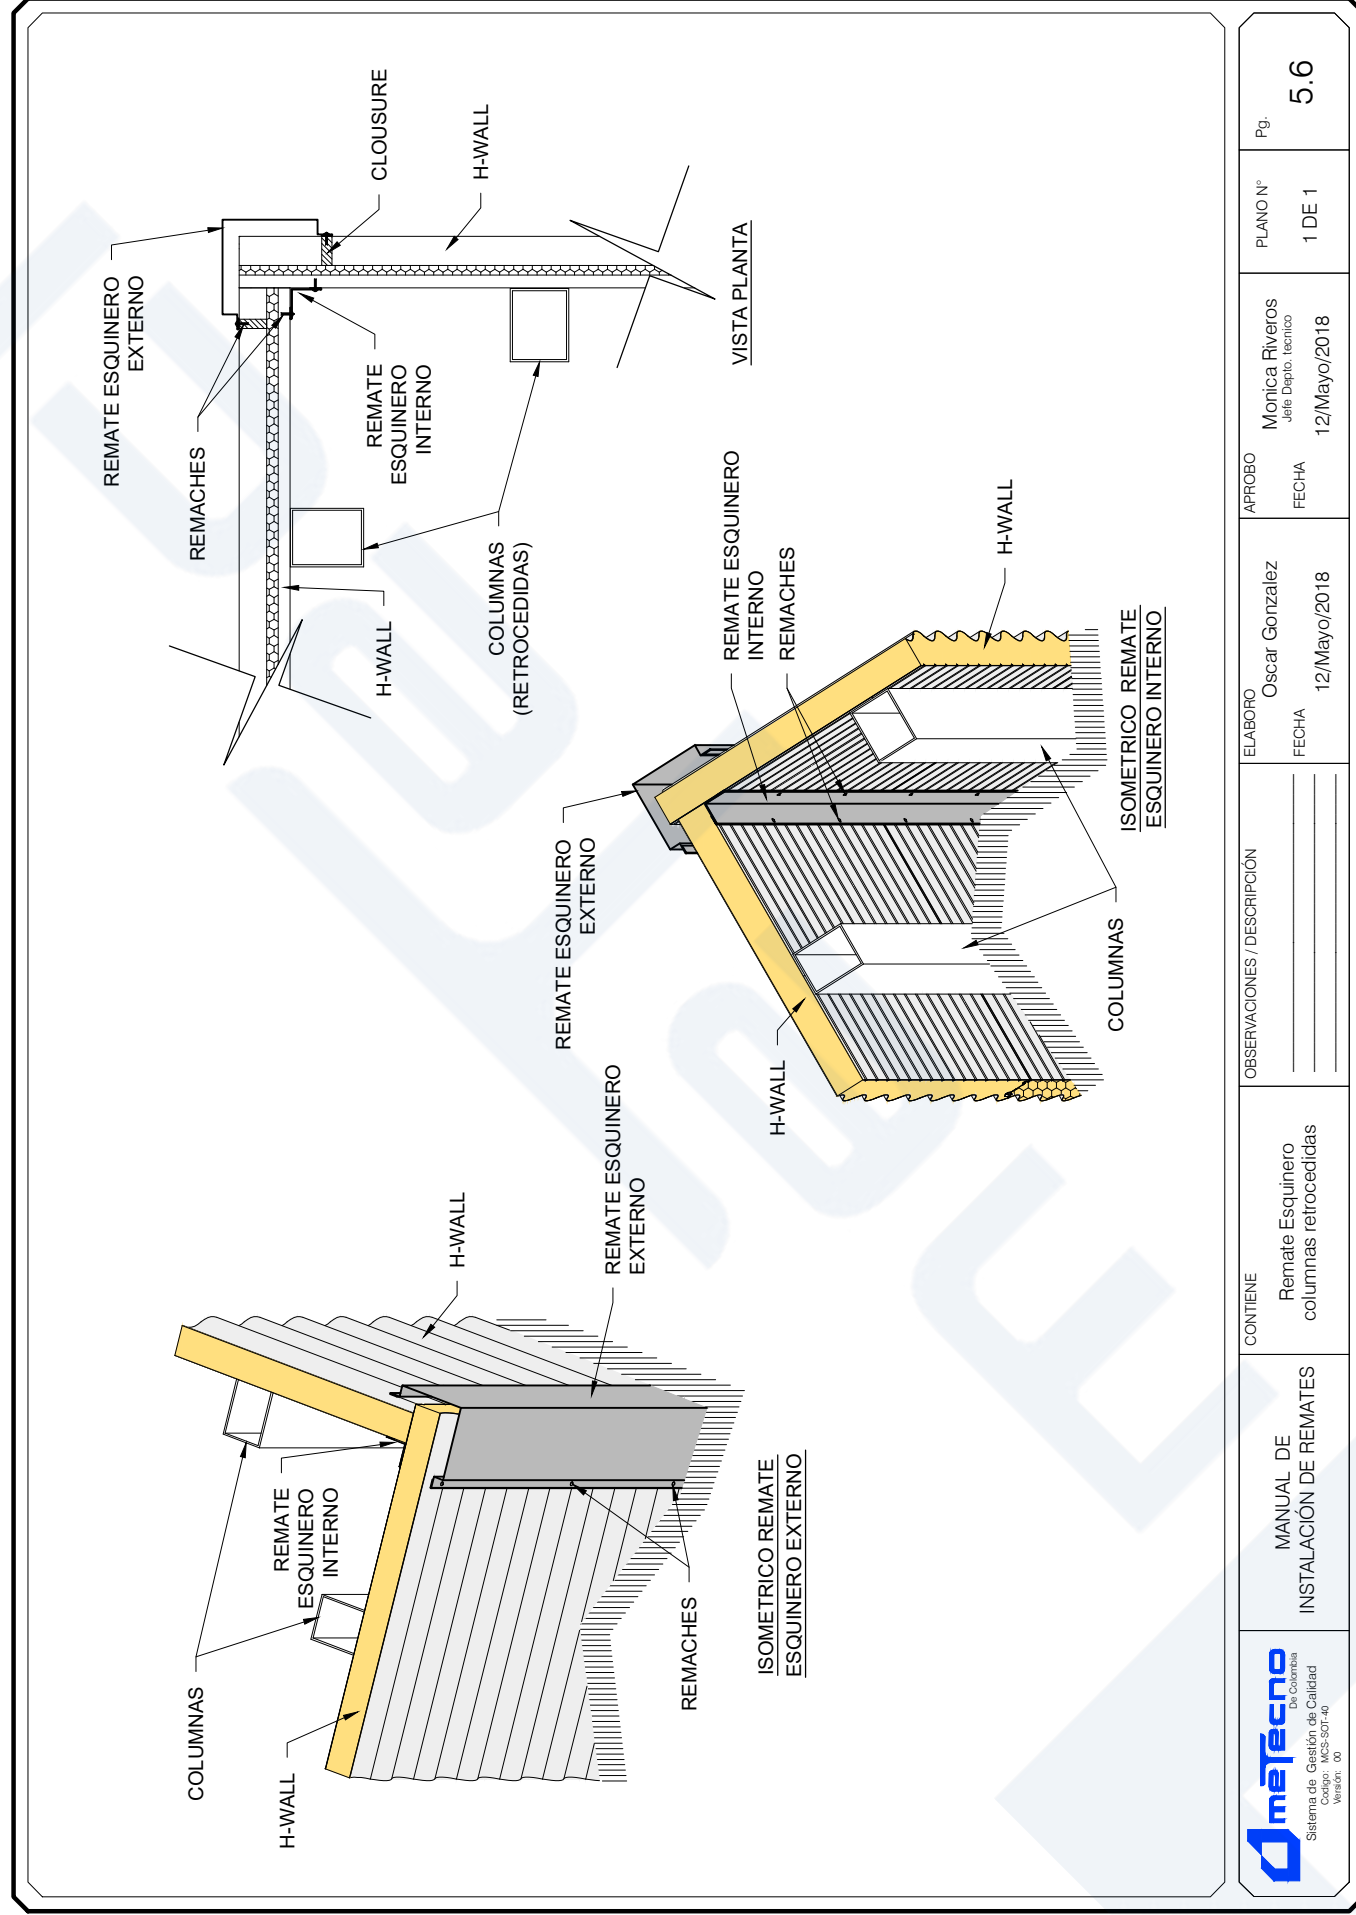 COLUMNAS
H-WALL
REMATE
ESQUINERO
INTERNO
H-WALL
REMATE ESQUINERO
EXTERNO
REMACHES
ISOMETRICO REMATE
ESQUINERO EXTERNO
REMATE ESQUINERO
EXTERNO
REMACHES
REMATE
ESQUINERO
INTERNO
CLOUSURE
H-WALL
H-WALL
COLUMNAS
(RETROCEDIDAS)
VISTA PLANTA
REMATE ESQUINERO
EXTERNO
REMATE ESQUINERO
INTERNO
REMACHES
H-WALL
H-WALL
COLUMNAS
ISOMETRICO REMATE
ESQUINERO INTERNO
meTecno
De Colombia
Sistema de Gestión de Calidad
Codigo: MCS-SOT-40
Versión: 00
MANUAL DE
INSTALACIÓN DE REMATES
CONTIENE
Remate Esquinero
columnas retrocedidas
OBSERVACIONES / DESCRIPCIÓN
ELABORO
Oscar Gonzalez
FECHA 12/Mayo/2018
APROBO
Monica Riveros
Jefe Depto. tecnico
FECHA 12/Mayo/2018
PLANO N°
1 DE 1
Pg.
5.6